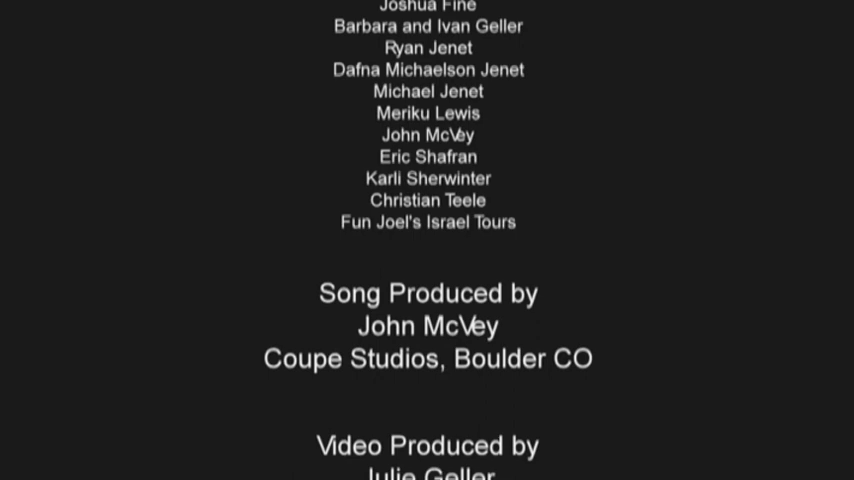 Joshua Fine
Barbara and Ivan Geller
Ryan Jenet
Dafna Michaelson Jenet
Michael Jenet
Meriku Lewis
John McVey
Eric Shafran
Karli Sherwinter
Christian Teele
Fun Joel's Israel Tours
Song Produced by
John McVey
Coupe Studios, Boulder CO
Video Produced by
Julie Geller